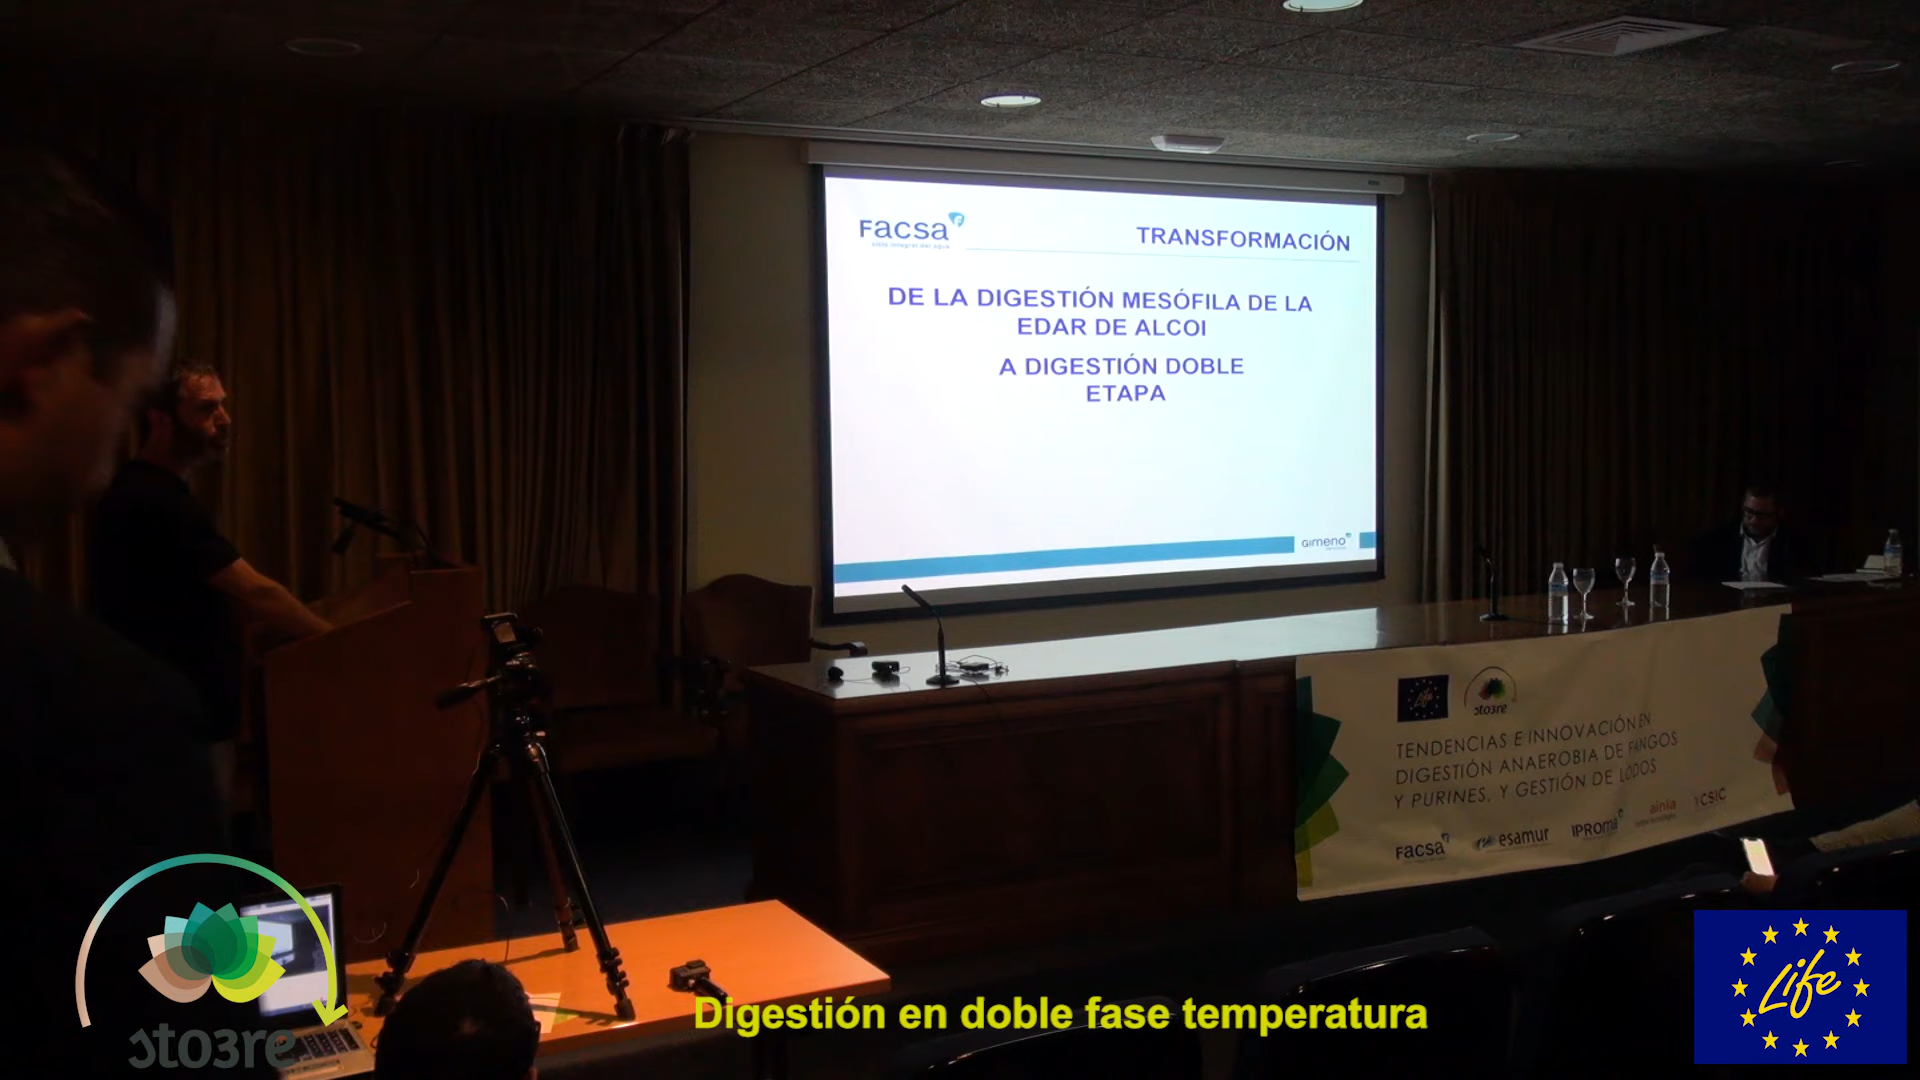 Facsa
TRANSFORMACIÓN
DE LA DIGESTIÓN MESÓFILA DE LA
EDAR DE ALCOI
A DIGESTIÓN DOBLE
ETAPA
GIMENO
Life
sto3re
TENDENCIAS E INNOVACIÓN EN
DIGESTIÓN ANAEROBIA DE FANGOS
Y PURINES, Y GESTIÓN DE LODOS
Facsa
esamur
IPROMA
ainia
CSIC
sto3re
Digestión en doble fase temperatura
Life